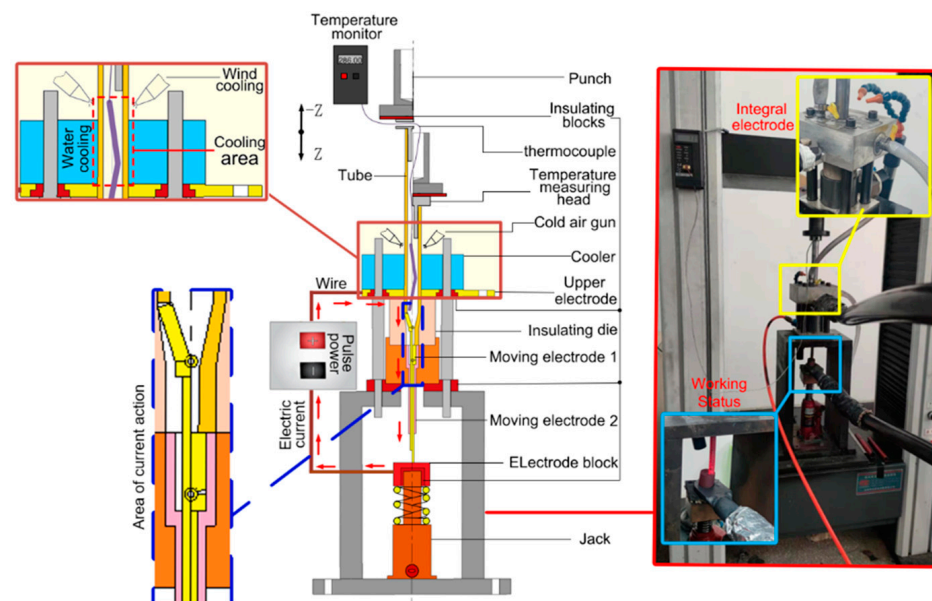 Temperature
monitor
286.00
Punch
Insulating
blocks
thermocouple
Temperature
measuring
head
Cold air gun
Cooler
Upper
electrode
Insulating die
Moving electrode 1
Moving electrode 2
ELectrode block
Jack
-Z
Z
Tube
Wire
Pulse
power
Electric
current
Wind
cooling
Water
cooling
Cooling
area
Area of current action
Integral
electrode
Working
Status